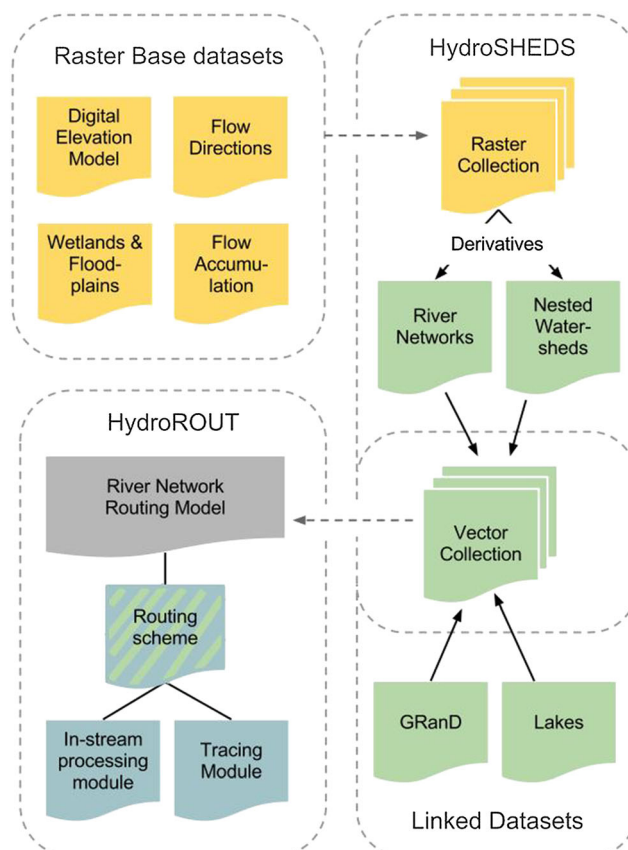 Raster Base datasets
Digital
Elevation
Model
Flow
Directions
Wetlands &
Flood-
plains
Flow
Accumu-
lation
HydroSHEDS
Raster
Collection
Derivatives
River
Networks
Nested
Water-
sheds
Vector
Collection
GRanD
Lakes
Linked Datasets
HydroROUT
River Network
Routing Model
Routing
scheme
In-stream
processing
module
Tracing
Module